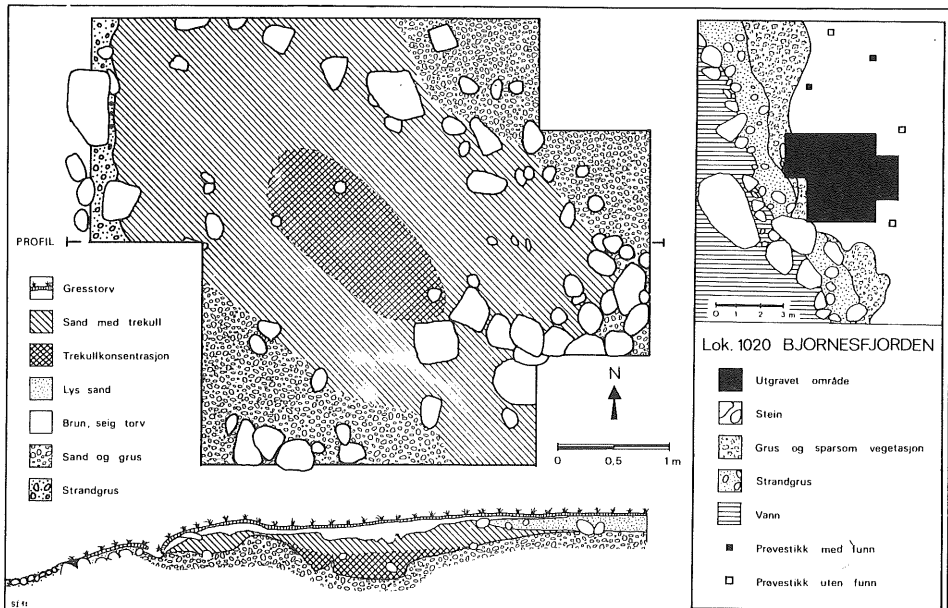 PROFIL
Gresstorv
Sand med trekull
Trekullkonsentrasjon
Lys sand
Brun, seig torv
Sand og grus
Strandgrus
N
0 0,5 1 m
0 1 2 3 m
Lok. 1020 BJORNESFJORDEN
Utgravet område
Stein
Grus og sparsom vegetasjon
Strandgrus
Vann
Prøvestikk med funn
Prøvestikk uten funn